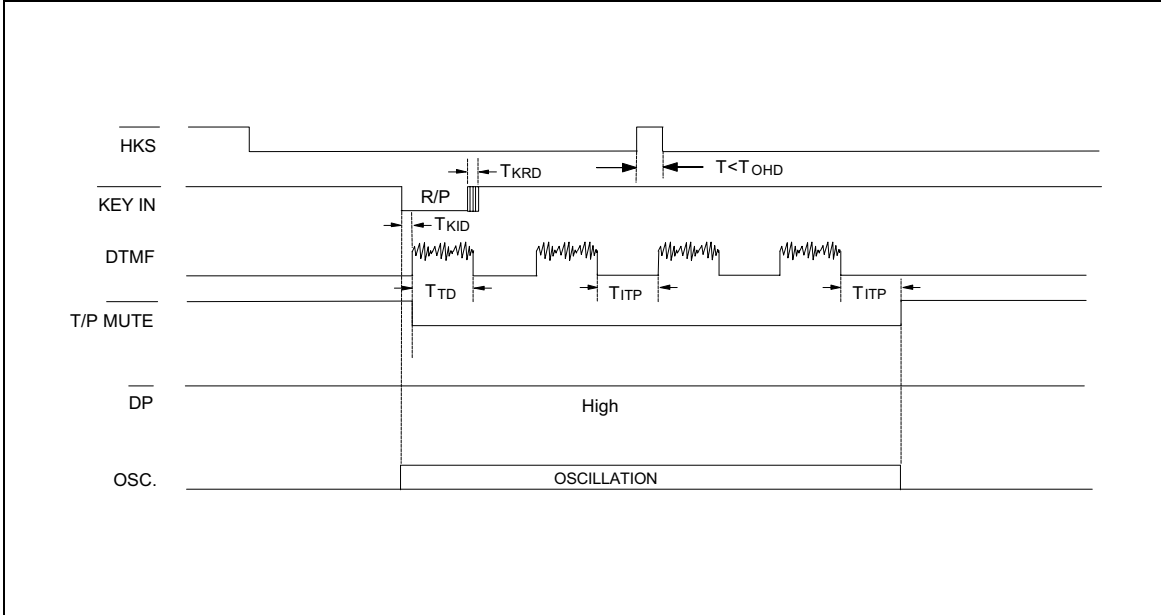 HKS
T<TOHD
TKRD
KEY IN
R/P
TKID
DTMF
TTD
TITP
TITP
T/P MUTE
DP
High
OSC.
OSCILLATION